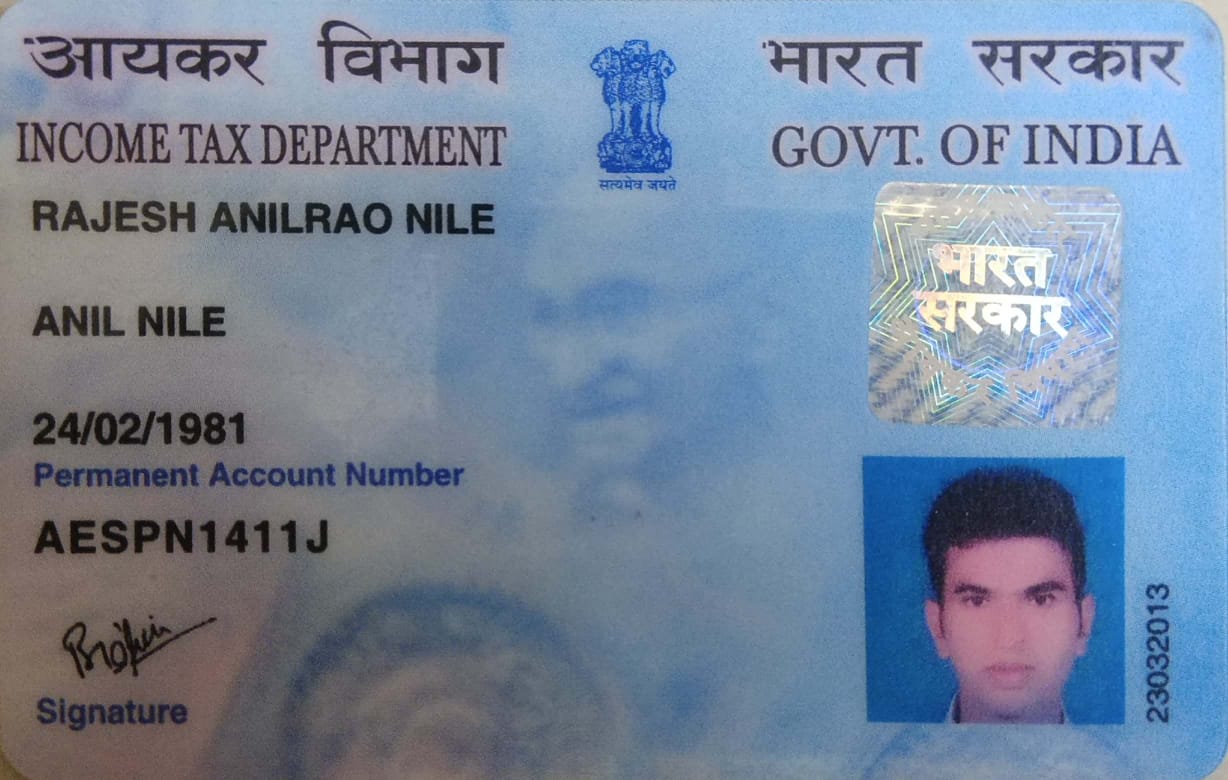 आयकर विभाग
INCOME TAX DEPARTMENT
भारत सरकार
GOVT. OF INDIA
सत्यमेव जयते
RAJESH ANILRAO NILE
ANIL NILE
24/02/1981
Permanent Account Number
AESPN1411J
Signature
भारत
सरकार
23032013